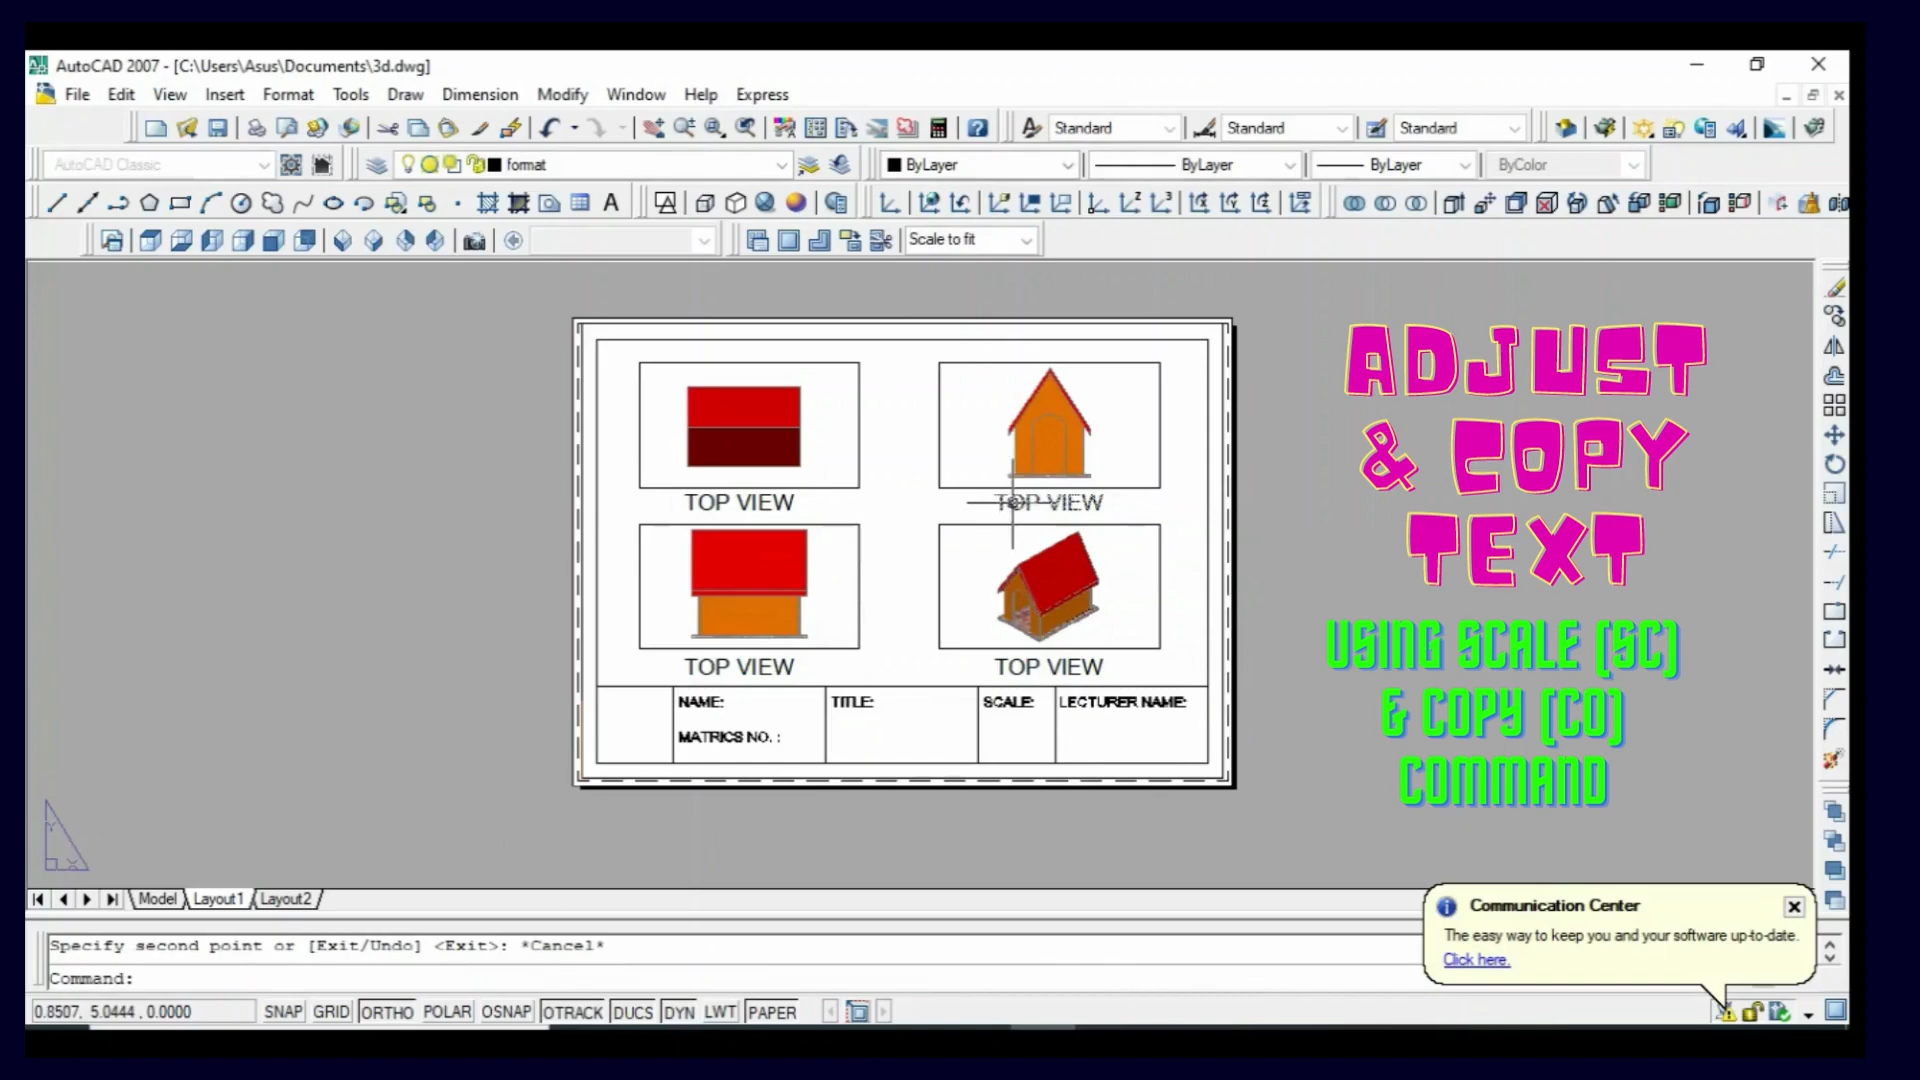 AutoCAD 2007 - [C:\Users\Asus\Documents\3d.dwg]
File Edit View Insert Format Tools Draw Dimension Modify Window Help Express
Standard Standard Standard
AutoCAD Classic format ByLayer ByLayer ByLayer ByColor
A
Scale to fit
ADJUST
& COPY
TEXT
USING SCALE (SC)
& COPY (CO)
COMMAND
TOP VIEW TOP VIEW
TOP VIEW TOP VIEW
NAME: TITLE: SCALE: LECTURER NAME:
MATRICS NO. :
Model Layout1 Layout2
Communication Center
The easy way to keep you and your software up-to-date.
Click here.
Specify second point or [Exit/Undo] <Exit>: *Cancel*
Command:
0.8507, 5.0444 , 0.0000 SNAP GRID ORTHO POLAR OSNAP OTRACK DUCS DYN LWT PAPER